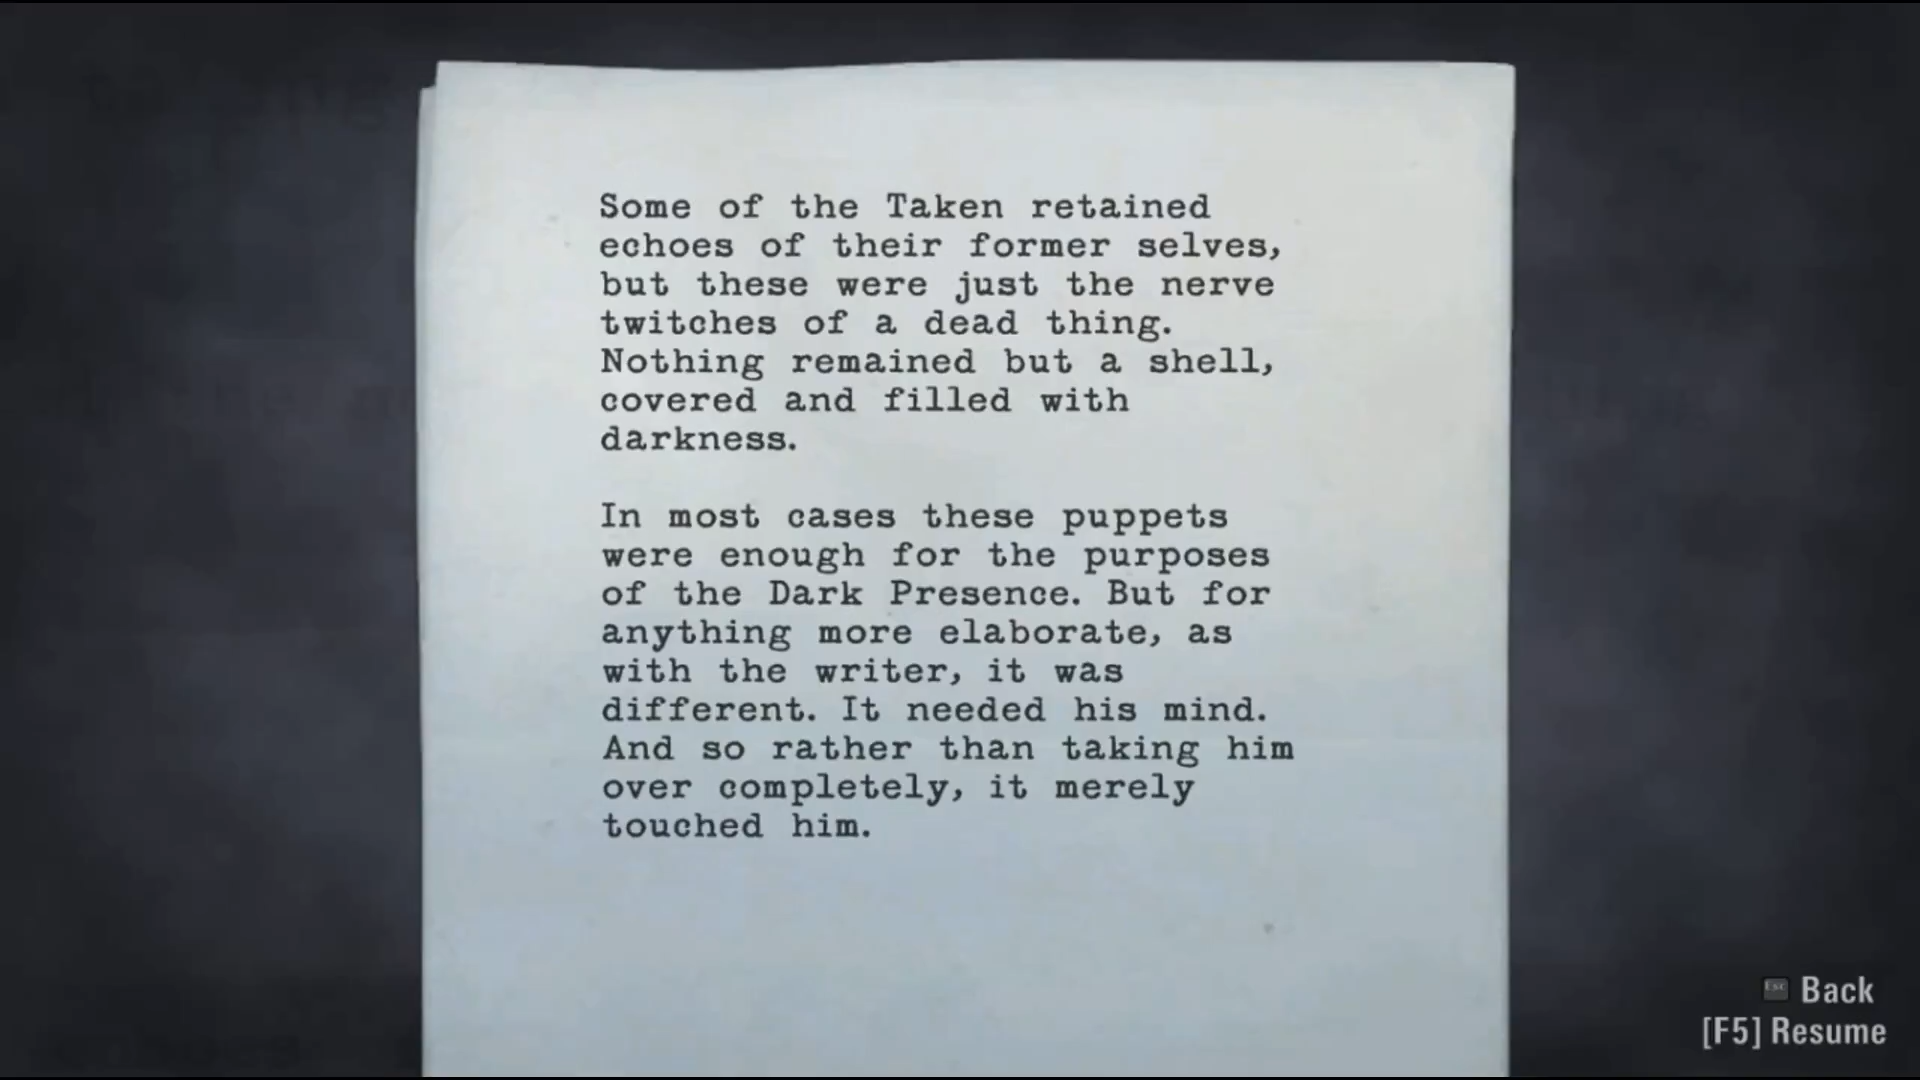 Some of the Taken retained
echoes of their former selves,
but these were just the nerve
twitches of a dead thing.
Nothing remained but a shell,
covered and filled with
darkness.
In most cases these puppets
were enough for the purposes
of the Dark Presence. But for
anything more elaborate, as
with the writer, it was
different. It needed his mind.
And so rather than taking him
over completely, it merely
touched him.
Esc Back
[F5] Resume